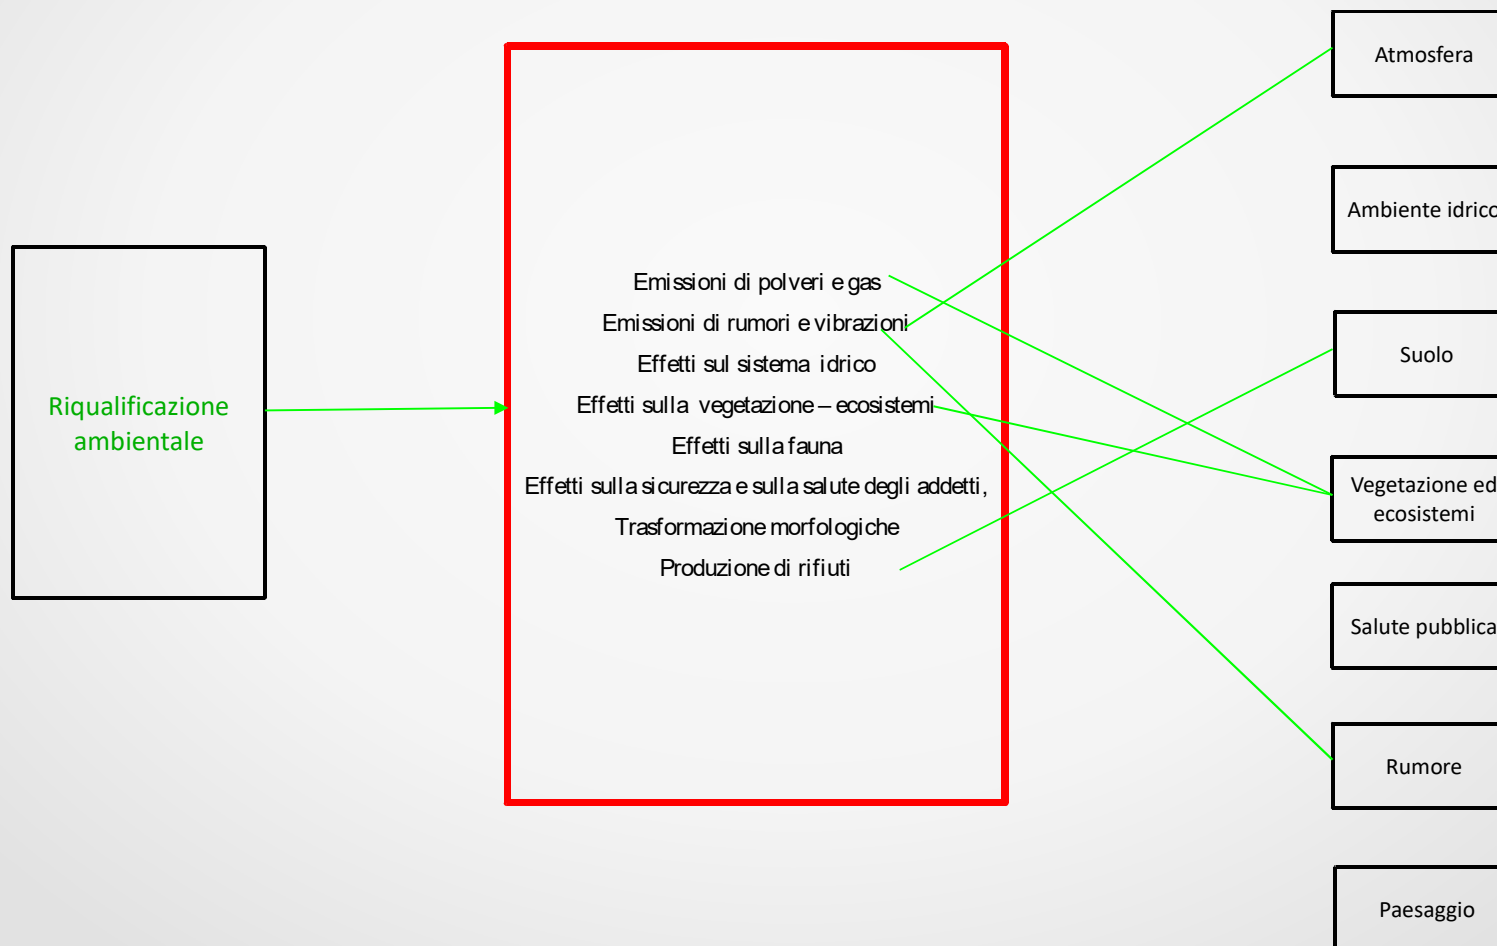 Riqualificazione
ambientale
Emissioni di polveri e gas
Emissioni di rumori e vibrazioni
Effetti sul sistema idrico
Effetti sulla vegetazione – ecosistemi
Effetti sulla fauna
Effetti sulla sicurezza e sulla salute degli addetti,
Trasformazione morfologiche
Produzione di rifiuti
Atmosfera
Ambiente idrico
Suolo
Vegetazione ed
ecosistemi
Salute pubblica
Rumore
Paesaggio